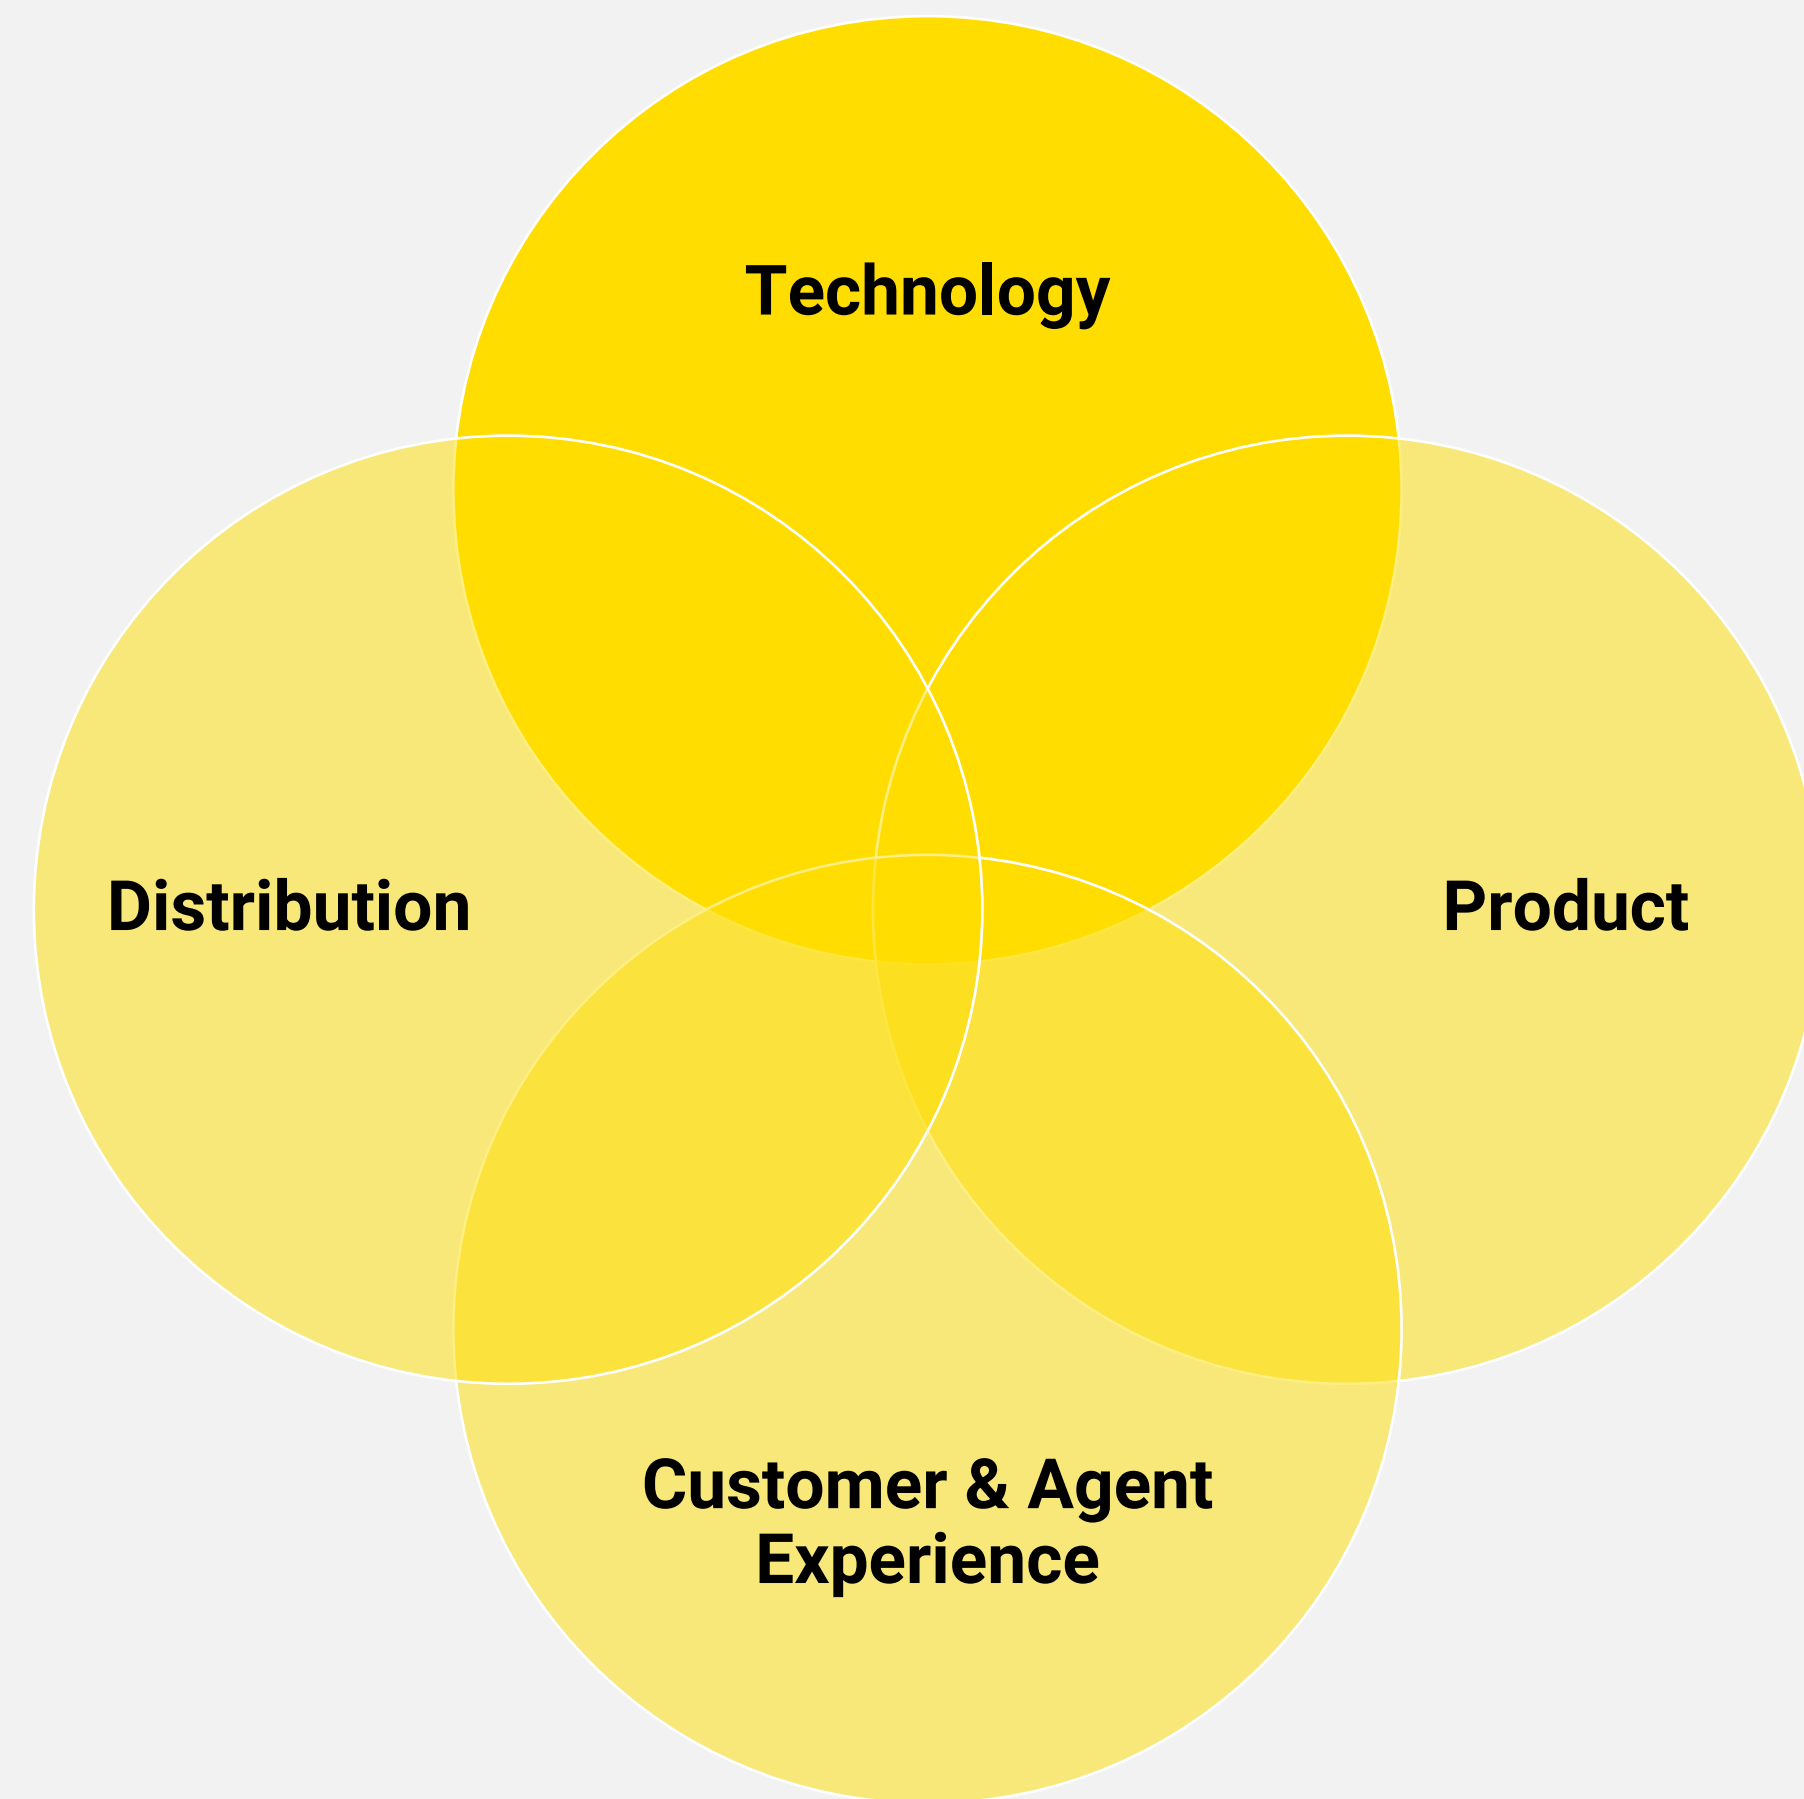 Technology
Distribution
Product
Customer & Agent
Experience